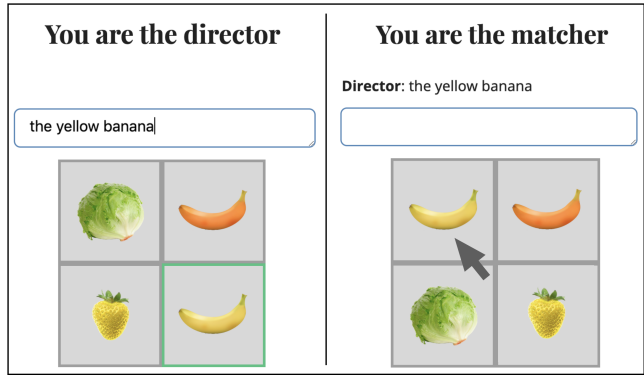 You are the director
the yellow banana
You are the matcher
Director: the yellow banana